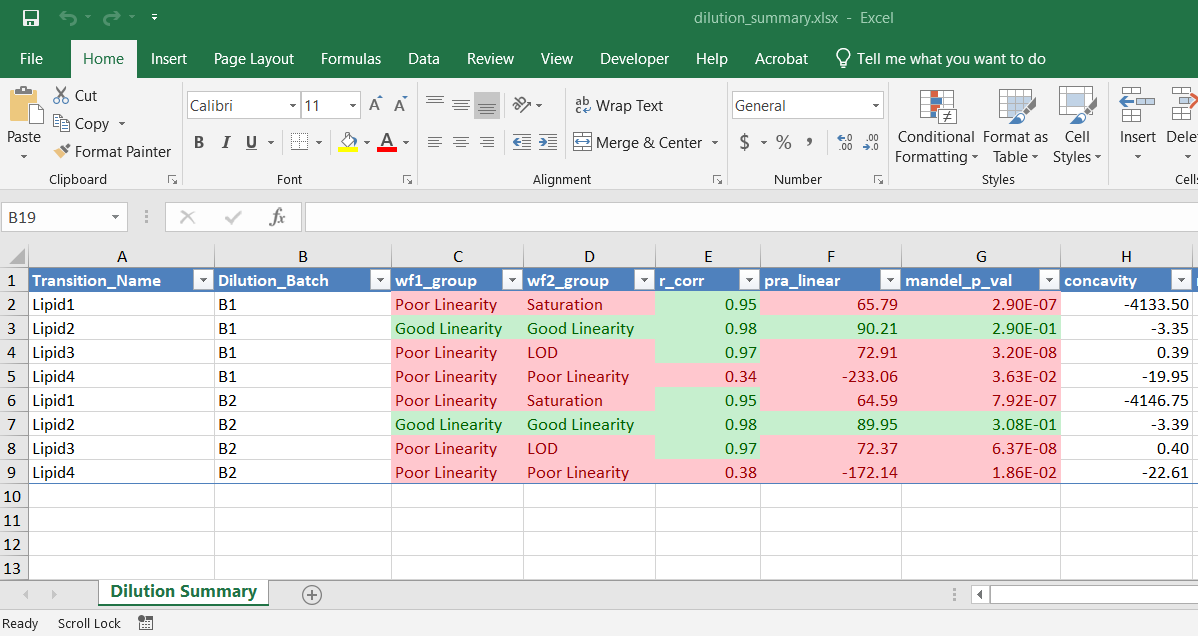 dilution_summary.xlsx - Excel
File Home Insert Page Layout Formulas Data Review View Developer Help Acrobat Tell me what you want to do
Paste
Cut
Copy
Format Painter
Clipboard
Calibri 11 A A
B I U A
Font
ab Wrap Text
Merge & Center
Alignment
General
$ % , .0 .00 .00 .0
Number
Conditional Formatting
Format as Table
Cell Styles
Styles
Insert Dele
Cells
B19 fx
A B C D E F G H
1 Transition_Name Dilution_Batch wf1_group wf2_group r_corr pra_linear mandel_p_val concavity
2 Lipid1 B1 Poor Linearity Saturation 0.95 65.79 2.90E-07 -4133.50
3 Lipid2 B1 Good Linearity Good Linearity 0.98 90.21 2.90E-01 -3.35
4 Lipid3 B1 Poor Linearity LOD 0.97 72.91 3.20E-08 0.39
5 Lipid4 B1 Poor Linearity Poor Linearity 0.34 -233.06 3.63E-02 -19.95
6 Lipid1 B2 Poor Linearity Saturation 0.95 64.59 7.92E-07 -4146.75
7 Lipid2 B2 Good Linearity Good Linearity 0.98 89.95 3.08E-01 -3.39
8 Lipid3 B2 Poor Linearity LOD 0.97 72.37 6.37E-08 0.40
9 Lipid4 B2 Poor Linearity Poor Linearity 0.38 -172.14 1.86E-02 -22.61
10
11
12
13
Dilution Summary
Ready Scroll Lock